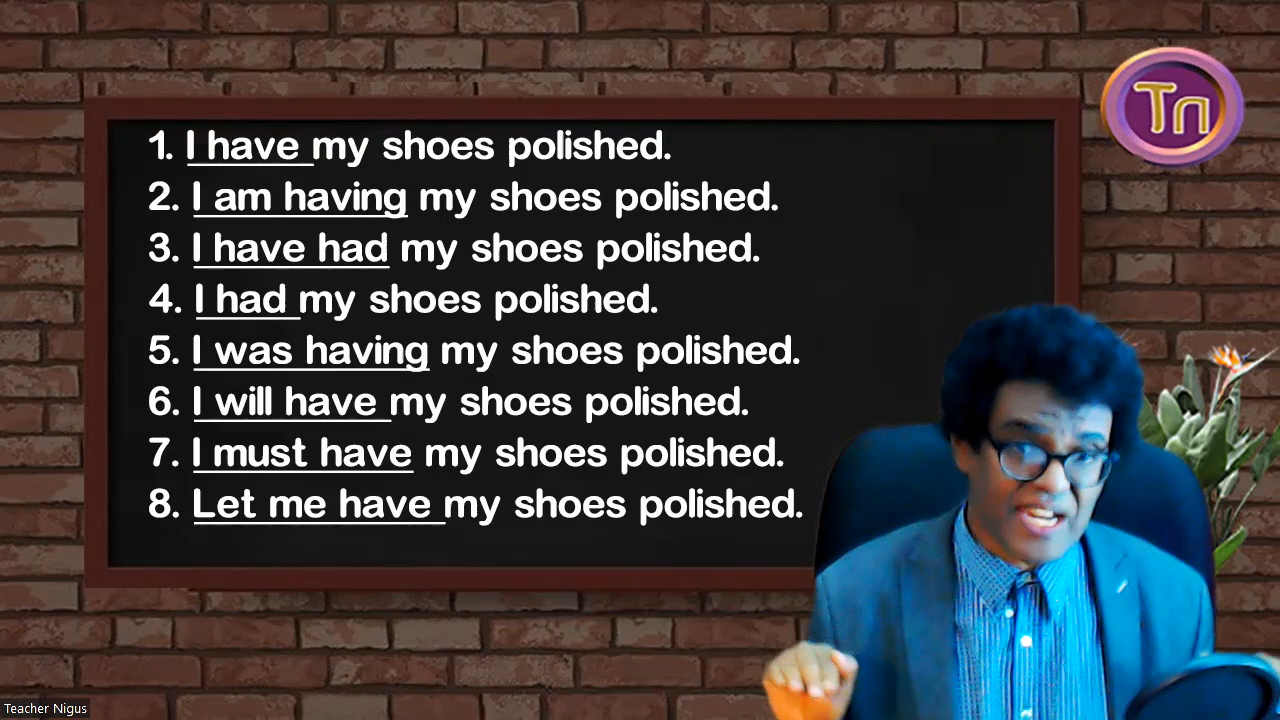 Tn
1. I have my shoes polished.
2. I am having my shoes polished.
3. I have had my shoes polished.
4. I had my shoes polished.
5. I was having my shoes polished.
6. I will have my shoes polished.
7. I must have my shoes polished.
8. Let me have my shoes polished.
Teacher Nigus